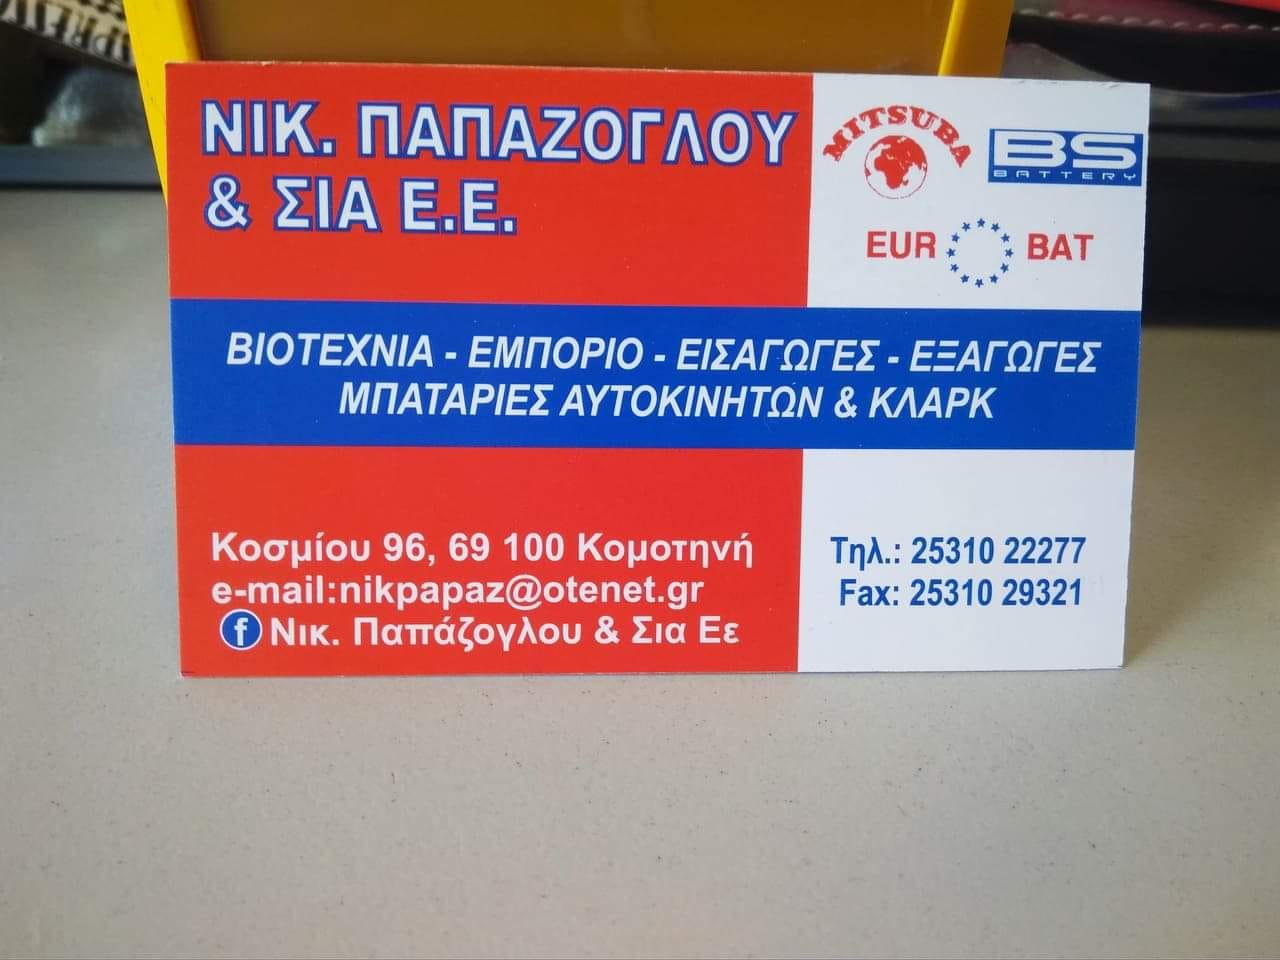 ΝΙΚ. ΠΑΠΑΖΟΓΛΟΥ
& ΣΙΑ Ε.Ε.
MITSUBA
BS
BATTERY
EUR BAT
ΒΙΟΤΕΧΝΙΑ - ΕΜΠΟΡΙΟ - ΕΙΣΑΓΩΓΕΣ - ΕΞΑΓΩΓΕΣ
ΜΠΑΤΑΡΙΕΣ ΑΥΤΟΚΙΝΗΤΩΝ & ΚΛΑΡΚ
Κοσμίου 96, 69 100 Κομοτηνή
e-mail:nikpapaz@otenet.gr
f Νικ. Παπάζογλου & Σια Εε
Τηλ.: 25310 22277
Fax: 25310 29321